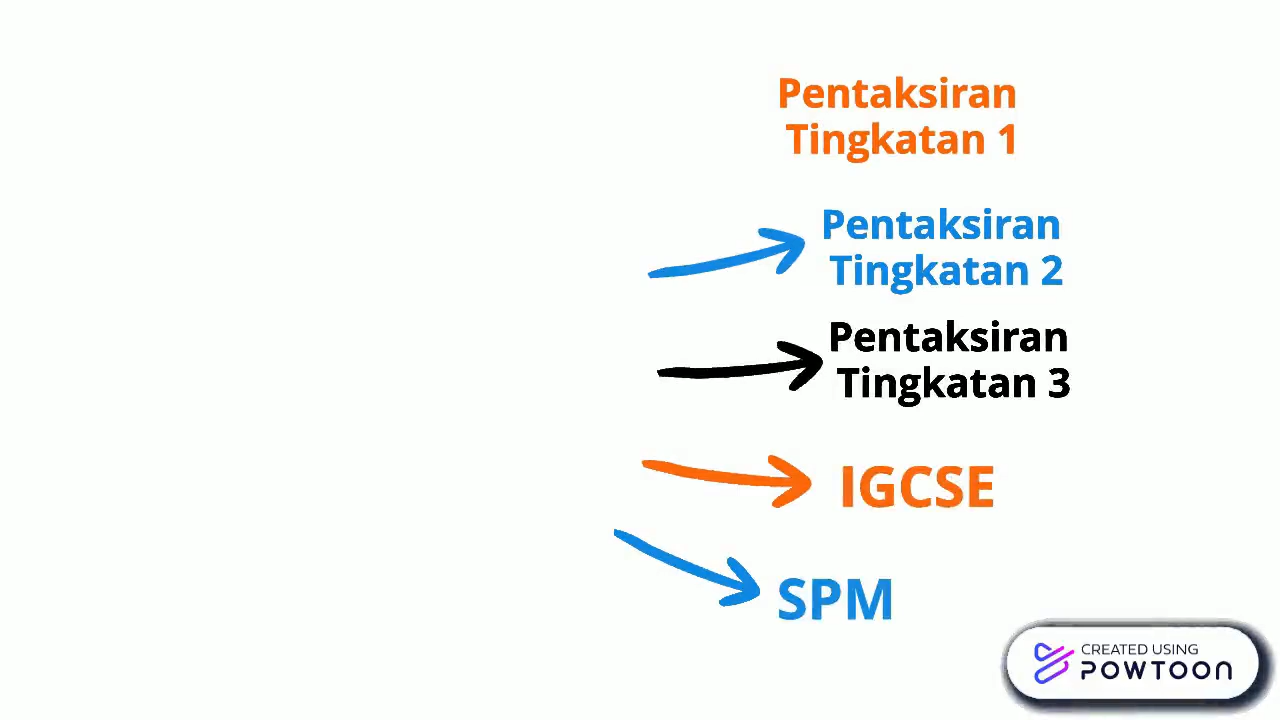 Pentaksiran
Tingkatan 1
Pentaksiran
Tingkatan 2
Pentaksiran
Tingkatan 3
IGCSE
SPM
CREATED USING
POWTOON